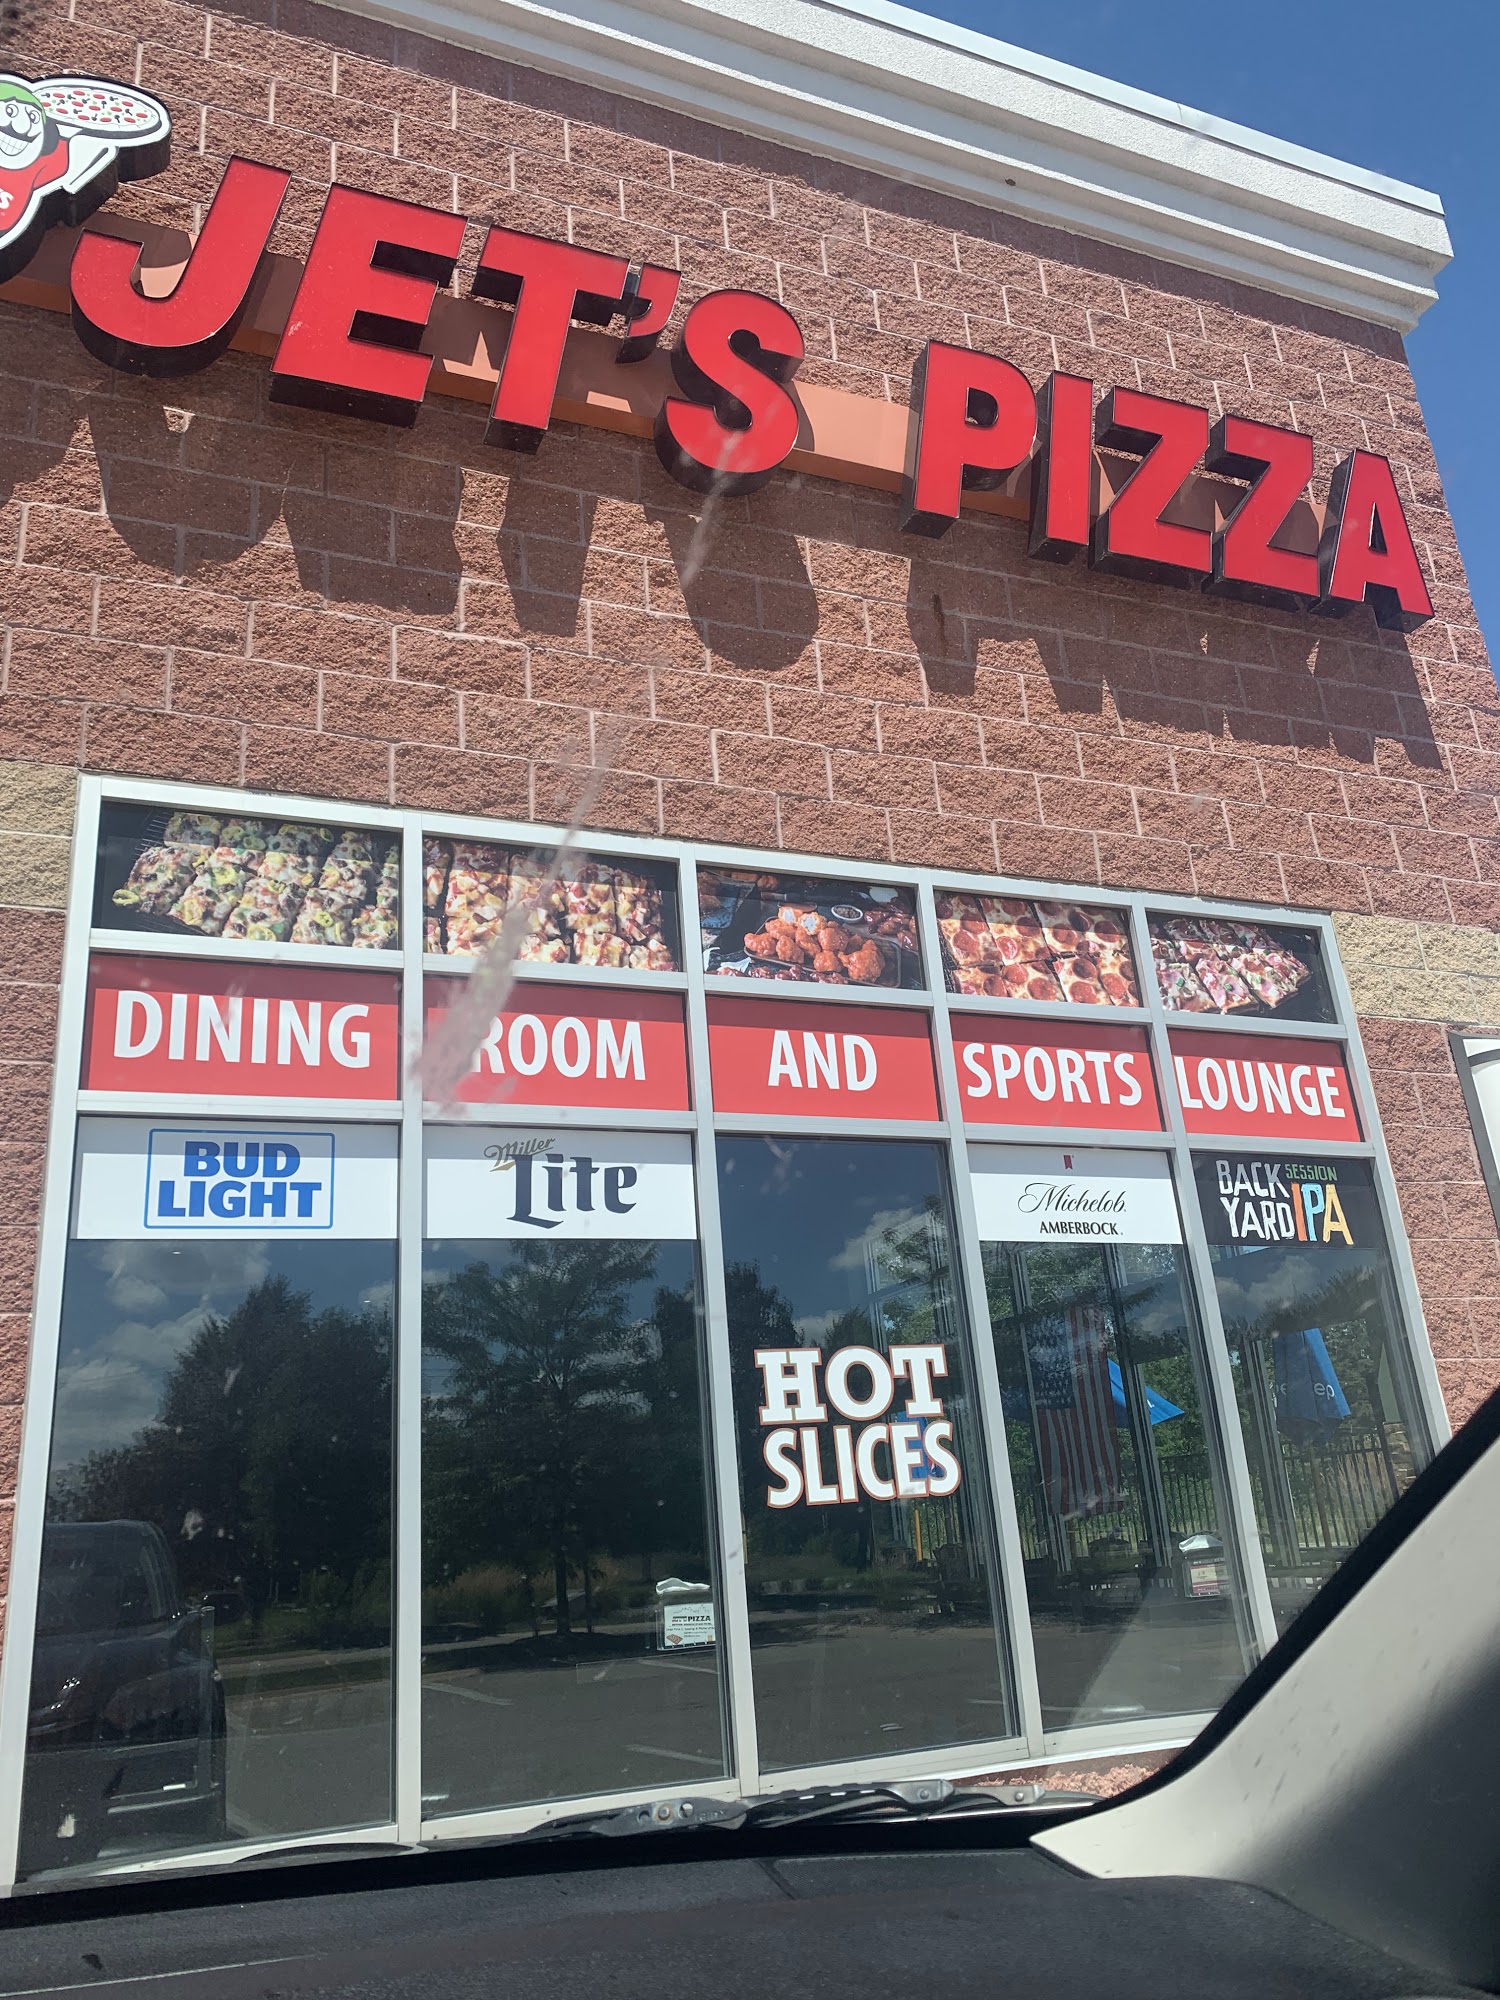 JET'S PIZZA
DINING ROOM AND SPORTS LOUNGE
BUD
LIGHT
Miller
Lite
Michelob.
AMBERBOCK.
BACK
YARD
SESSION
IPA
HOT
SLICES
PIZZA